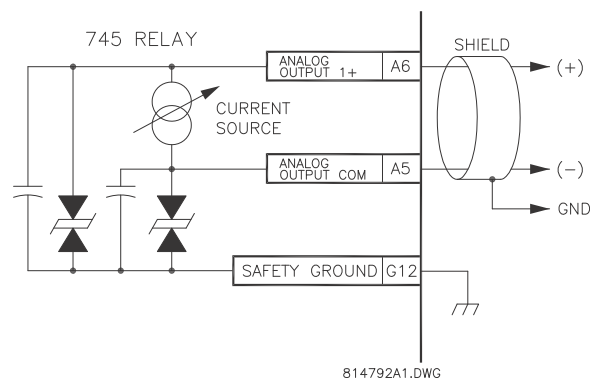 745 RELAY
SHIELD
ANALOG
OUTPUT 1+
A6
(+)
CURRENT
SOURCE
ANALOG
OUTPUT COM
A5
(-)
GND
SAFETY GROUND
G12
814792A1.DWG